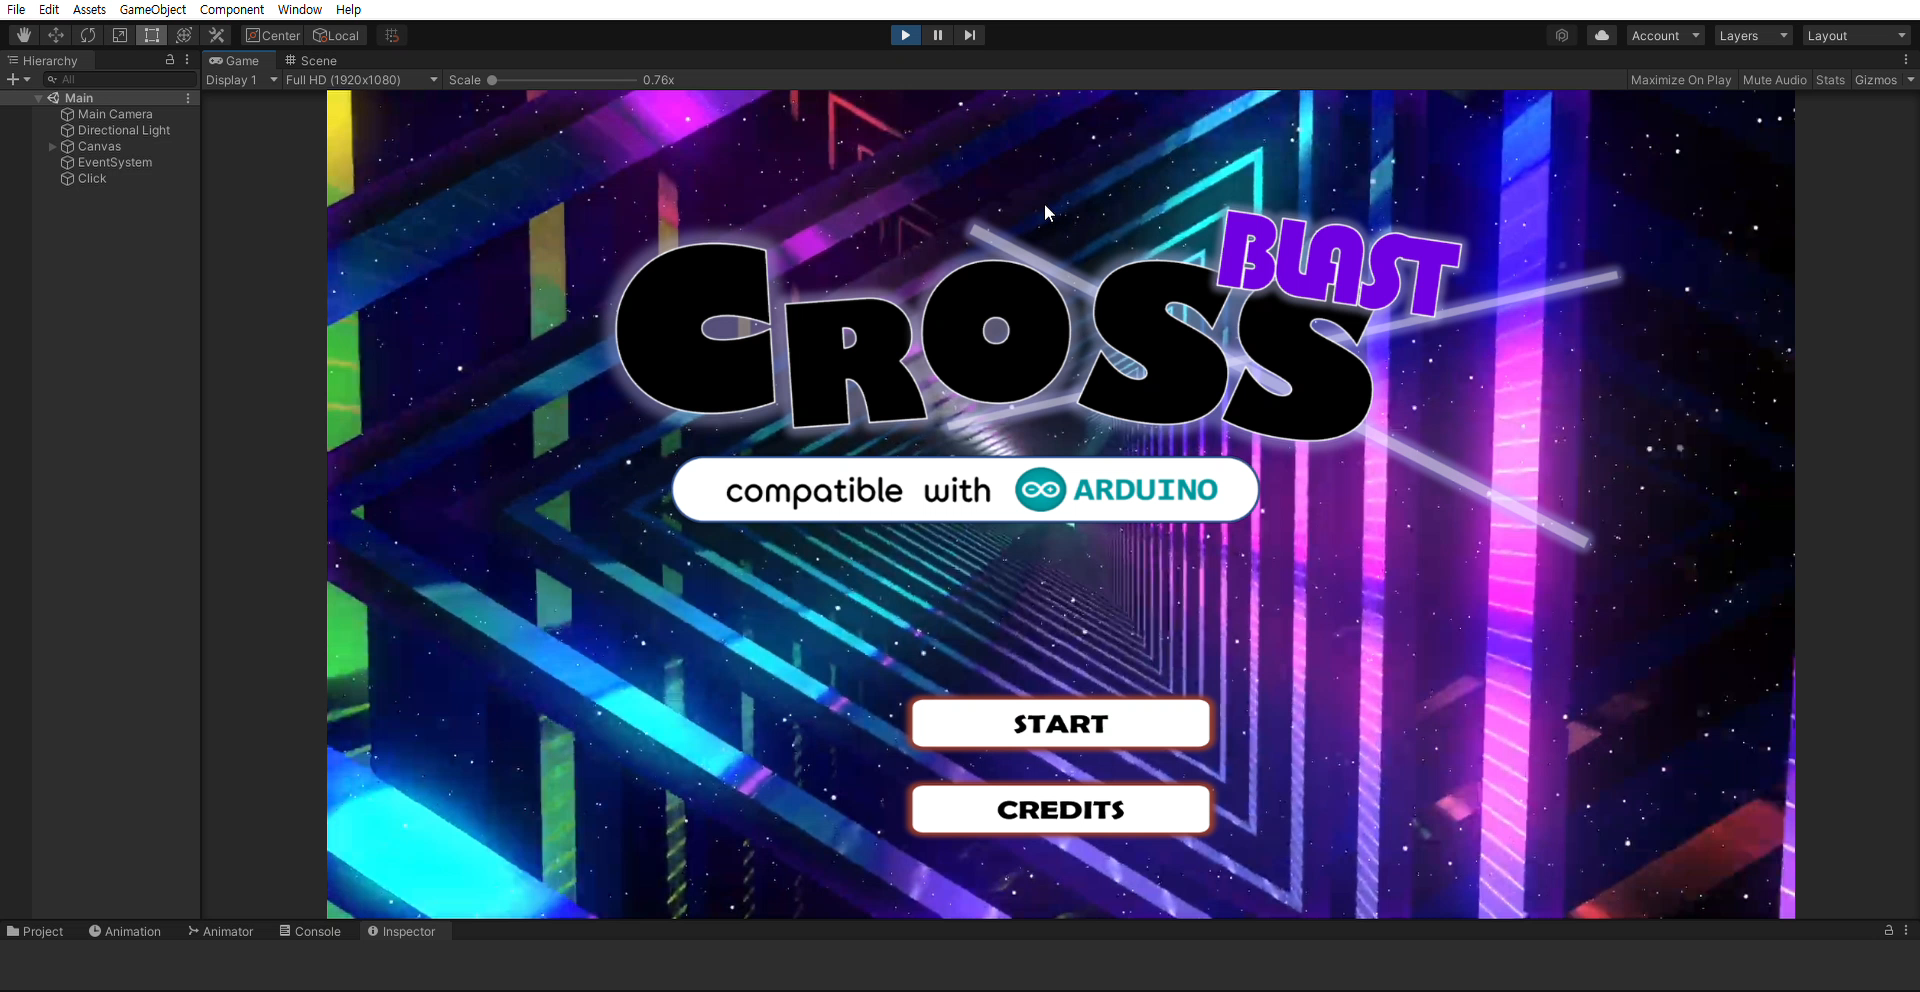 File Edit Assets GameObject Component Window Help
Center Local Account Layers Layout
Hierarchy Game Scene
All Display 1 Full HD (1920x1080) Scale 0.76x Maximize On Play Mute Audio Stats Gizmos
Main
Main Camera
Directional Light
Canvas
EventSystem
Click
BLAST
CROSS
compatible with ARDUINO
START
CREDITS
Project Animation Animator Console Inspector